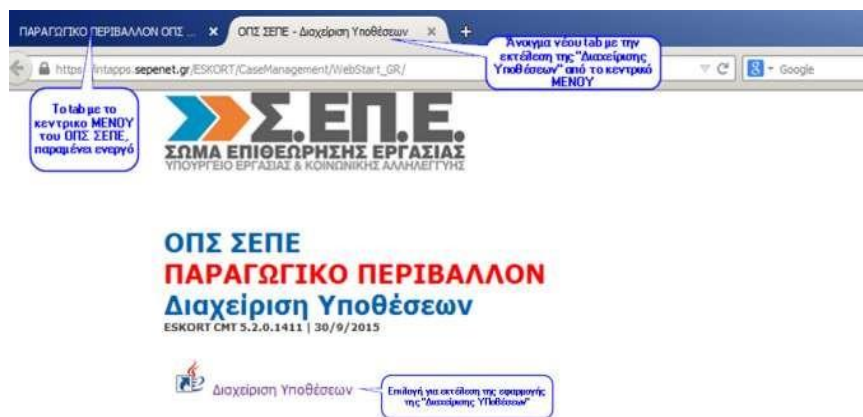 ΠΑΡΑΓΩΓΙΚΟ ΠΕΡΙΒΑΛΛΟΝ ΟΠΣ ...
ΟΠΣ ΣΕΠΕ - Διαχείριση Υποθέσεων
Άνοιγμα νέου tab με την
εκτέλεση της "Διαχείρισης
Υποθέσεων" από το κεντρικό
ΜΕΝΟΥ
https://intapps.sepenet.gr/ESKORT/CaseManagement/WebStart_GR/
Google
Το tab με το
κεντρικο ΜΕΝΟΥ
του ΟΠΣ ΣΕΠΕ,
παραμένει ενεργό
Σ.ΕΠ.Ε.
ΣΩΜΑ ΕΠΙΘΕΩΡΗΣΗΣ ΕΡΓΑΣΙΑΣ
ΥΠΟΥΡΓΕΙΟ ΕΡΓΑΣΙΑΣ & ΚΟΙΝΩΝΙΚΗΣ ΑΛΛΗΛΕΓΓΥΗΣ
ΟΠΣ ΣΕΠΕ
ΠΑΡΑΓΩΓΙΚΟ ΠΕΡΙΒΑΛΛΟΝ
Διαχείριση Υποθέσεων
ESKORT CMT 5.2.0.1411 | 30/9/2015
Διαχείριση Υποθέσεων
Επιλογή για εκτέλεση της εφαρμογής
της "Διαχείρισης ΥΠοθέσεων"